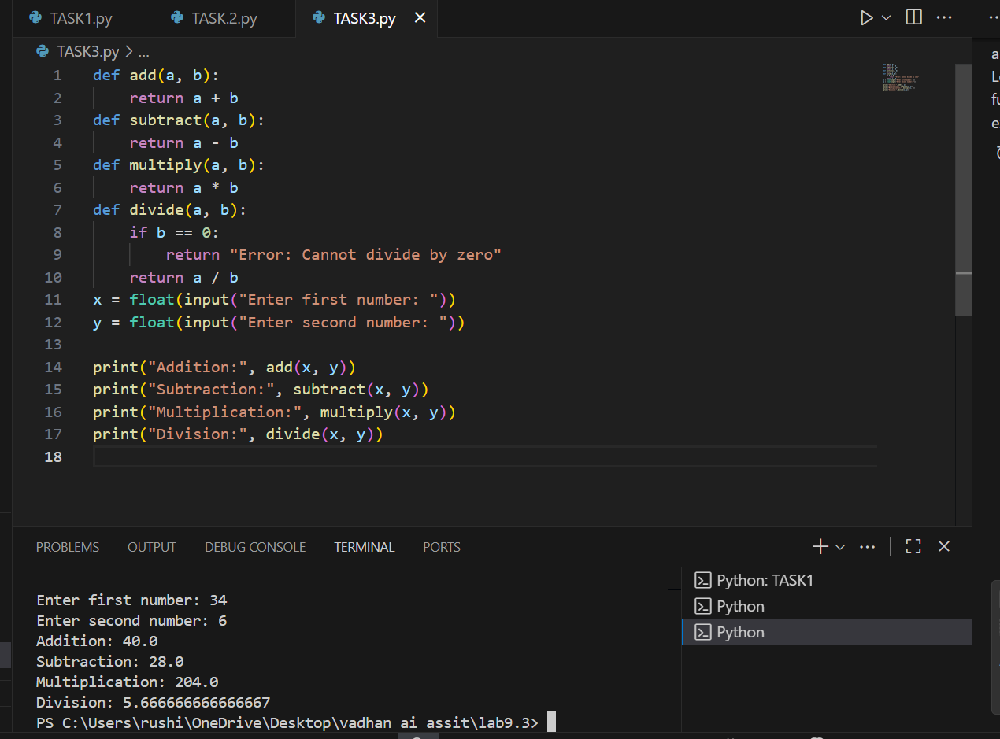 TASK1.py TASK.2.py TASK3.py
TASK3.py > ...
1 def add(a, b):
2     return a + b
3 def subtract(a, b):
4     return a - b
5 def multiply(a, b):
6     return a * b
7 def divide(a, b):
8     if b == 0:
9         return "Error: Cannot divide by zero"
10     return a / b
11 x = float(input("Enter first number: "))
12 y = float(input("Enter second number: "))
13
14 print("Addition:", add(x, y))
15 print("Subtraction:", subtract(x, y))
16 print("Multiplication:", multiply(x, y))
17 print("Division:", divide(x, y))
18
PROBLEMS OUTPUT DEBUG CONSOLE TERMINAL PORTS
Enter first number: 34
Enter second number: 6
Addition: 40.0
Subtraction: 28.0
Multiplication: 204.0
Division: 5.666666666666667
PS C:\Users\rushi\OneDrive\Desktop\vadhan ai assit\lab9.3>
Python: TASK1
Python
Python